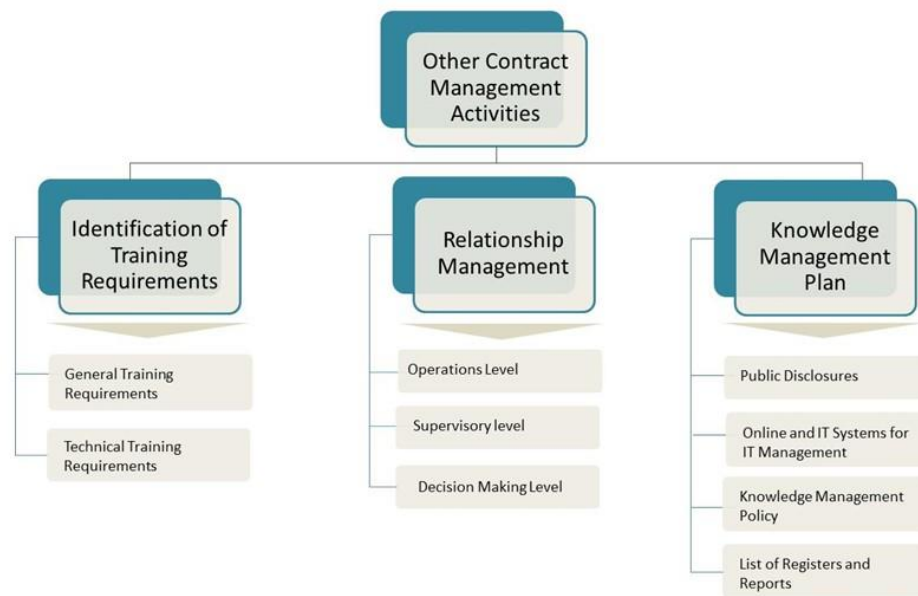 Other Contract
Management
Activities
Identification of
Training
Requirements
General Training
Requirements
Technical Training
Requirements
Relationship
Management
Operations Level
Supervisory level
Decision Making Level
Knowledge
Management
Plan
Public Disclosures
Online and IT Systems for
IT Management
Knowledge Management
Policy
List of Registers and
Reports